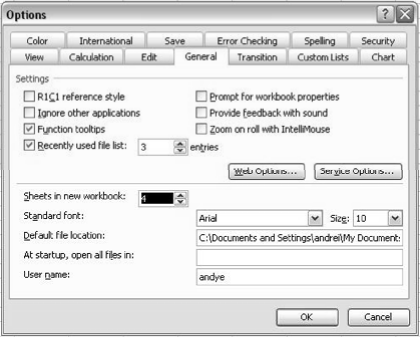 Options
Color International Save Error Checking Spelling Security
View Calculation Edit General Transition Custom Lists Chart
Settings
R1C1 reference style Prompt for workbook properties
Ignore other applications Provide feedback with sound
Function tooltips Zoom on roll with IntelliMouse
Recently used file list: 3 entries
Web Options... Service Options...
Sheets in new workbook: 4
Standard font: Arial Size: 10
Default file location: C:\Documents and Settings\andrei\My Document:
At startup, open all files in:
User name: andye
OK Cancel